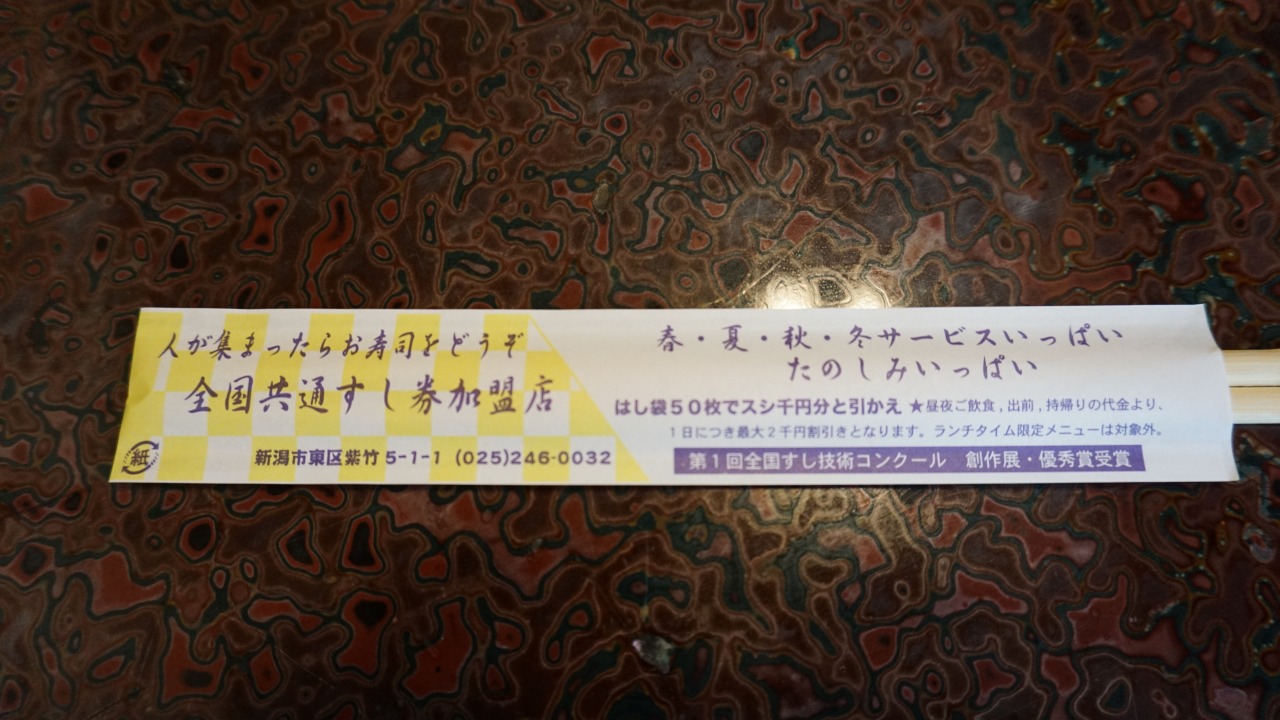 人が集まったらお寿司をどうぞ
全国共通すし券加盟店
紙
新潟市東区紫竹 5-1-1 (025)246-0032
春・夏・秋・冬サービスいっぱい
たのしみいっぱい
はし袋50枚でスシ千円分と引かえ ★昼夜ご飲食,出前,持帰りの代金より、
1日につき最大2千円割引きとなります。ランチタイム限定メニューは対象外。
第1回全国すし技術コンクール 創作展・優秀賞受賞